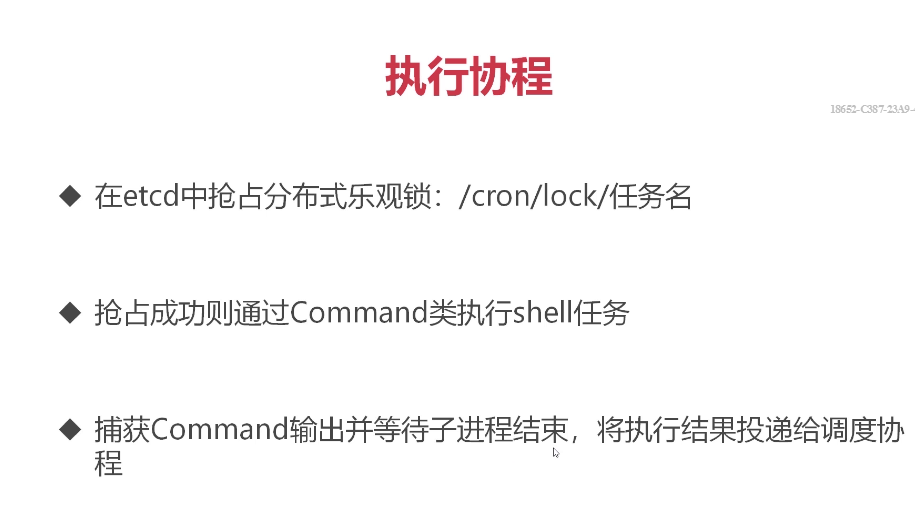 执行协程
18652-C387-23A9-
在etcd中抢占分布式乐观锁：/cron/lock/任务名
抢占成功则通过Command类执行shell任务
捕获Command输出并等待子进程结束，将执行结果投递给调度协
程